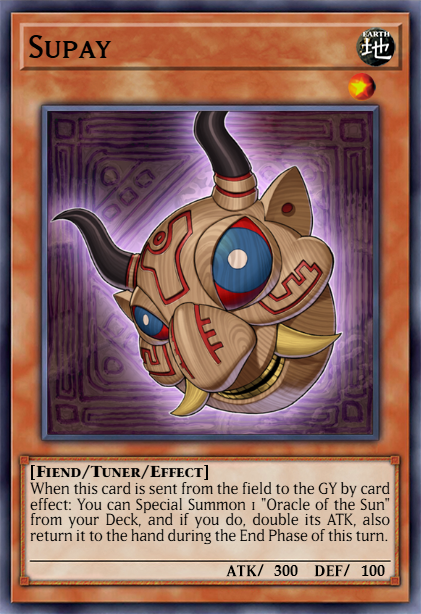 Supay
EARTH
地
[Fiend/Tuner/Effect]
When this card is sent from the field to the GY by card
effect: You can Special Summon 1 "Oracle of the Sun"
from your Deck, and if you do, double its ATK, also
return it to the hand during the End Phase of this turn.
ATK/ 300 DEF/ 100